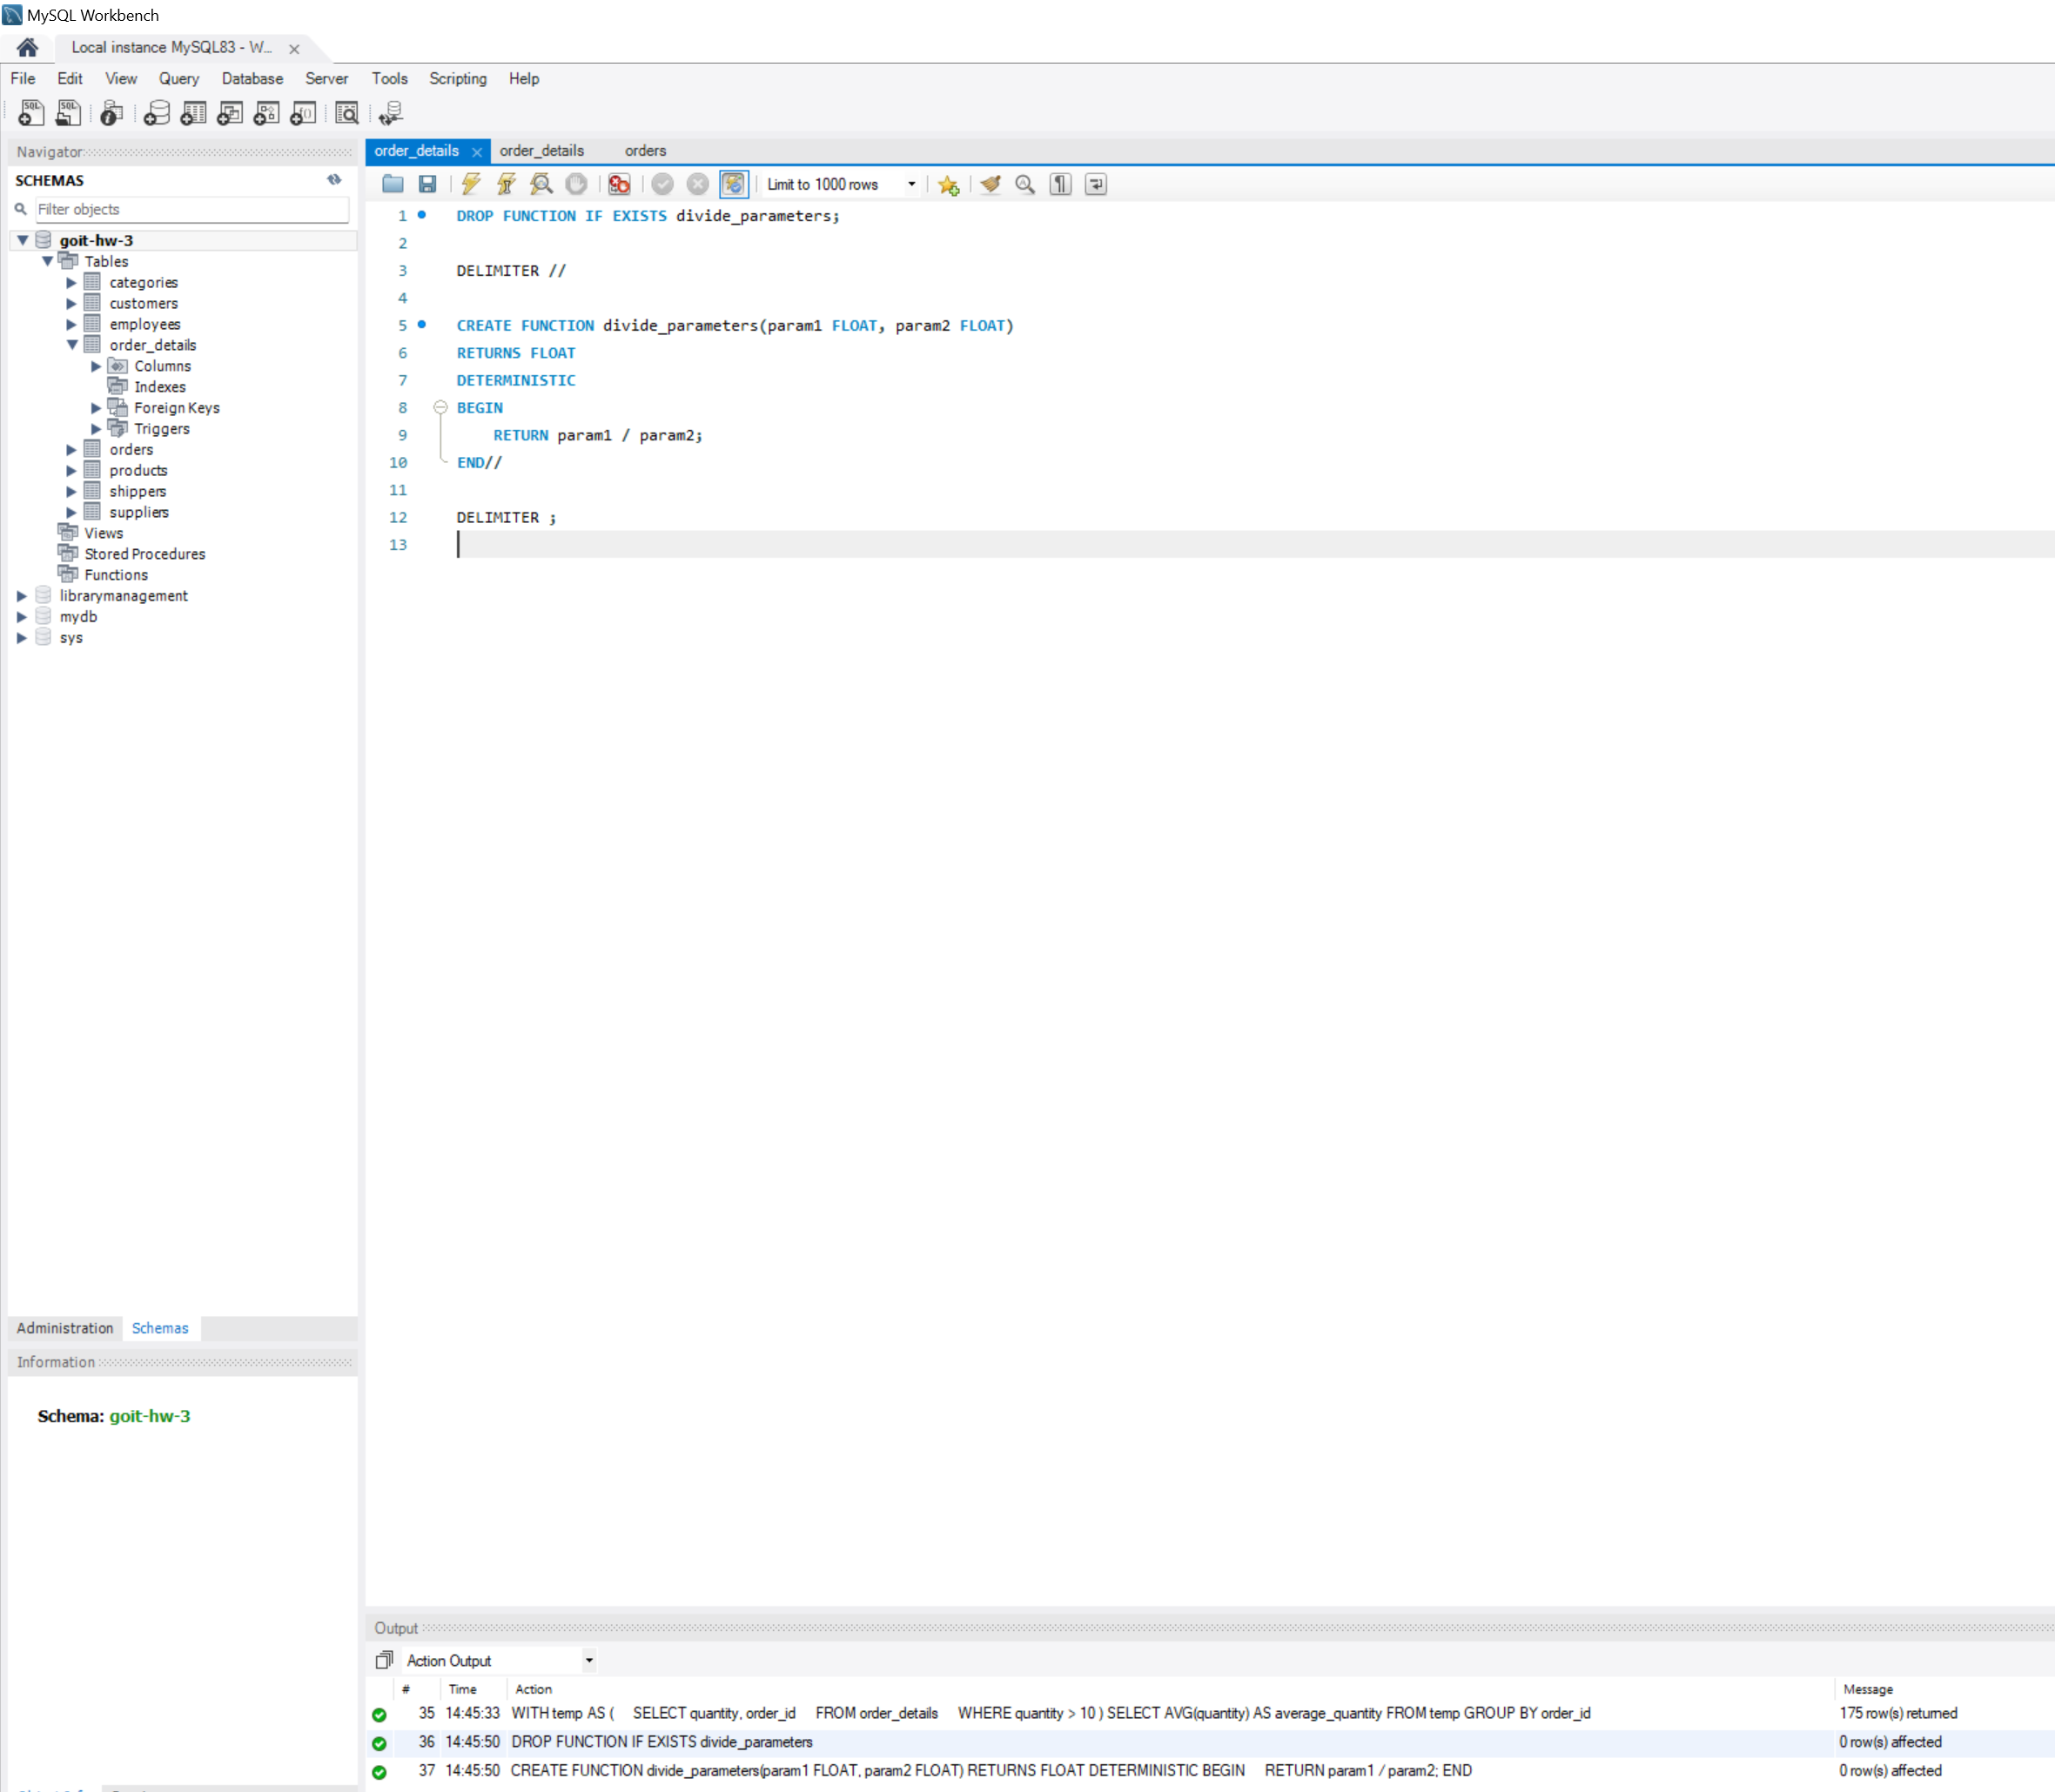 MySQL Workbench
Local instance MySQL83 - W...
File Edit View Query Database Server Tools Scripting Help
Navigator
SCHEMAS
Filter objects
goit-hw-3
Tables
categories
customers
employees
order_details
Columns
Indexes
Foreign Keys
Triggers
orders
products
shippers
suppliers
Views
Stored Procedures
Functions
librarymanagement
mydb
sys
Administration Schemas
Information
Schema: goit-hw-3
order_details order_details orders
Limit to 1000 rows
1 DROP FUNCTION IF EXISTS divide_parameters;
2
3 DELIMITER //
4
5 CREATE FUNCTION divide_parameters(param1 FLOAT, param2 FLOAT)
6 RETURNS FLOAT
7 DETERMINISTIC
8 BEGIN
9 RETURN param1 / param2;
10 END//
11
12 DELIMITER ;
13
Output
Action Output
# Time Action Message
35 14:45:33 WITH temp AS ( SELECT quantity, order_id FROM order_details WHERE quantity > 10 ) SELECT AVG(quantity) AS average_quantity FROM temp GROUP BY order_id 175 row(s) returned
36 14:45:50 DROP FUNCTION IF EXISTS divide_parameters 0 row(s) affected
37 14:45:50 CREATE FUNCTION divide_parameters(param1 FLOAT, param2 FLOAT) RETURNS FLOAT DETERMINISTIC BEGIN RETURN param1 / param2; END 0 row(s) affected